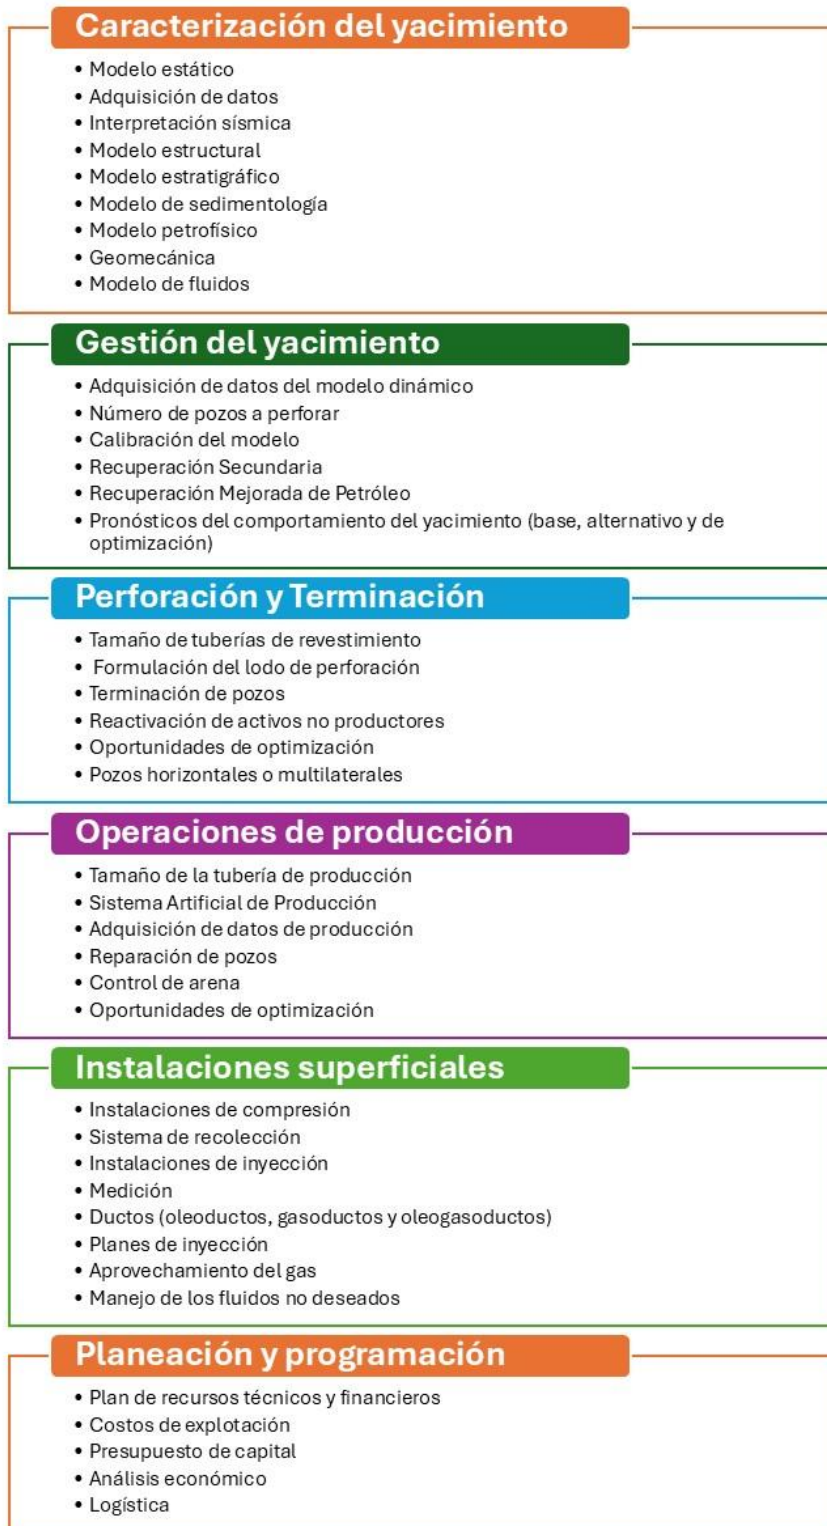 Caracterización del yacimiento
• Modelo estático
• Adquisición de datos
• Interpretación sísmica
• Modelo estructural
• Modelo estratigráfico
• Modelo de sedimentología
• Modelo petrofísico
• Geomecánica
• Modelo de fluidos
Gestión del yacimiento
• Adquisición de datos del modelo dinámico
• Número de pozos a perforar
• Calibración del modelo
• Recuperación Secundaria
• Recuperación Mejorada de Petróleo
• Pronósticos del comportamiento del yacimiento (base, alternativo y de
optimización)
Perforación y Terminación
• Tamaño de tuberías de revestimiento
• Formulación del lodo de perforación
• Terminación de pozos
• Reactivación de activos no productores
• Oportunidades de optimización
• Pozos horizontales o multilaterales
Operaciones de producción
• Tamaño de la tubería de producción
• Sistema Artificial de Producción
• Adquisición de datos de producción
• Reparación de pozos
• Control de arena
• Oportunidades de optimización
Instalaciones superficiales
• Instalaciones de compresión
• Sistema de recolección
• Instalaciones de inyección
• Medición
• Ductos (oleoductos, gasoductos y oleogasoductos)
• Planes de inyección
• Aprovechamiento del gas
• Manejo de los fluidos no deseados
Planeación y programación
• Plan de recursos técnicos y financieros
• Costos de explotación
• Presupuesto de capital
• Análisis económico
• Logística